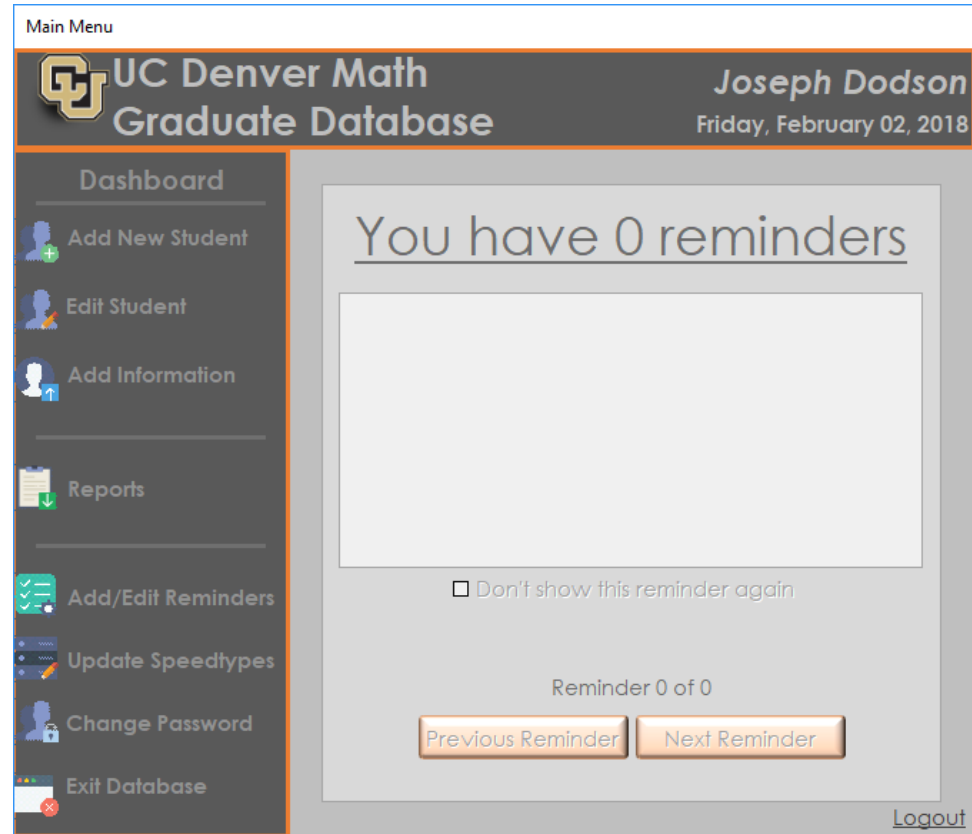 Main Menu
UC Denver Math
Graduate Database
Joseph Dodson
Friday, February 02, 2018
Dashboard
Add New Student
Edit Student
Add Information
Reports
Add/Edit Reminders
Update Speedtypes
Change Password
Exit Database
You have 0 reminders
Don't show this reminder again
Reminder 0 of 0
Previous Reminder
Next Reminder
Logout